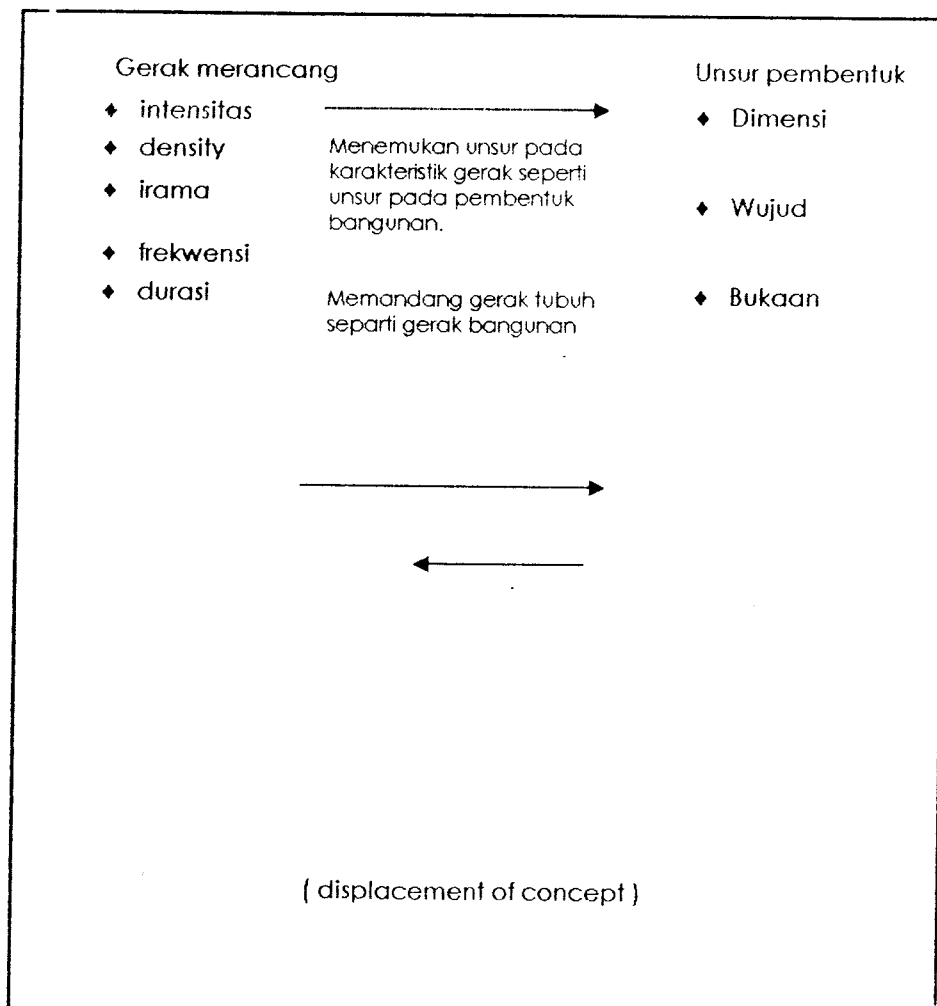 Gerak merancang
♦ intensitas
♦ density
♦ irama
♦ frekwensi
♦ durasi
Menemukan unsur pada
karakteristik gerak seperti
unsur pada pembentuk
bangunan.
Memandang gerak tubuh
separti gerak bangunan
Unsur pembentuk
♦ Dimensi
♦ Wujud
♦ Bukaan
( displacement of concept )